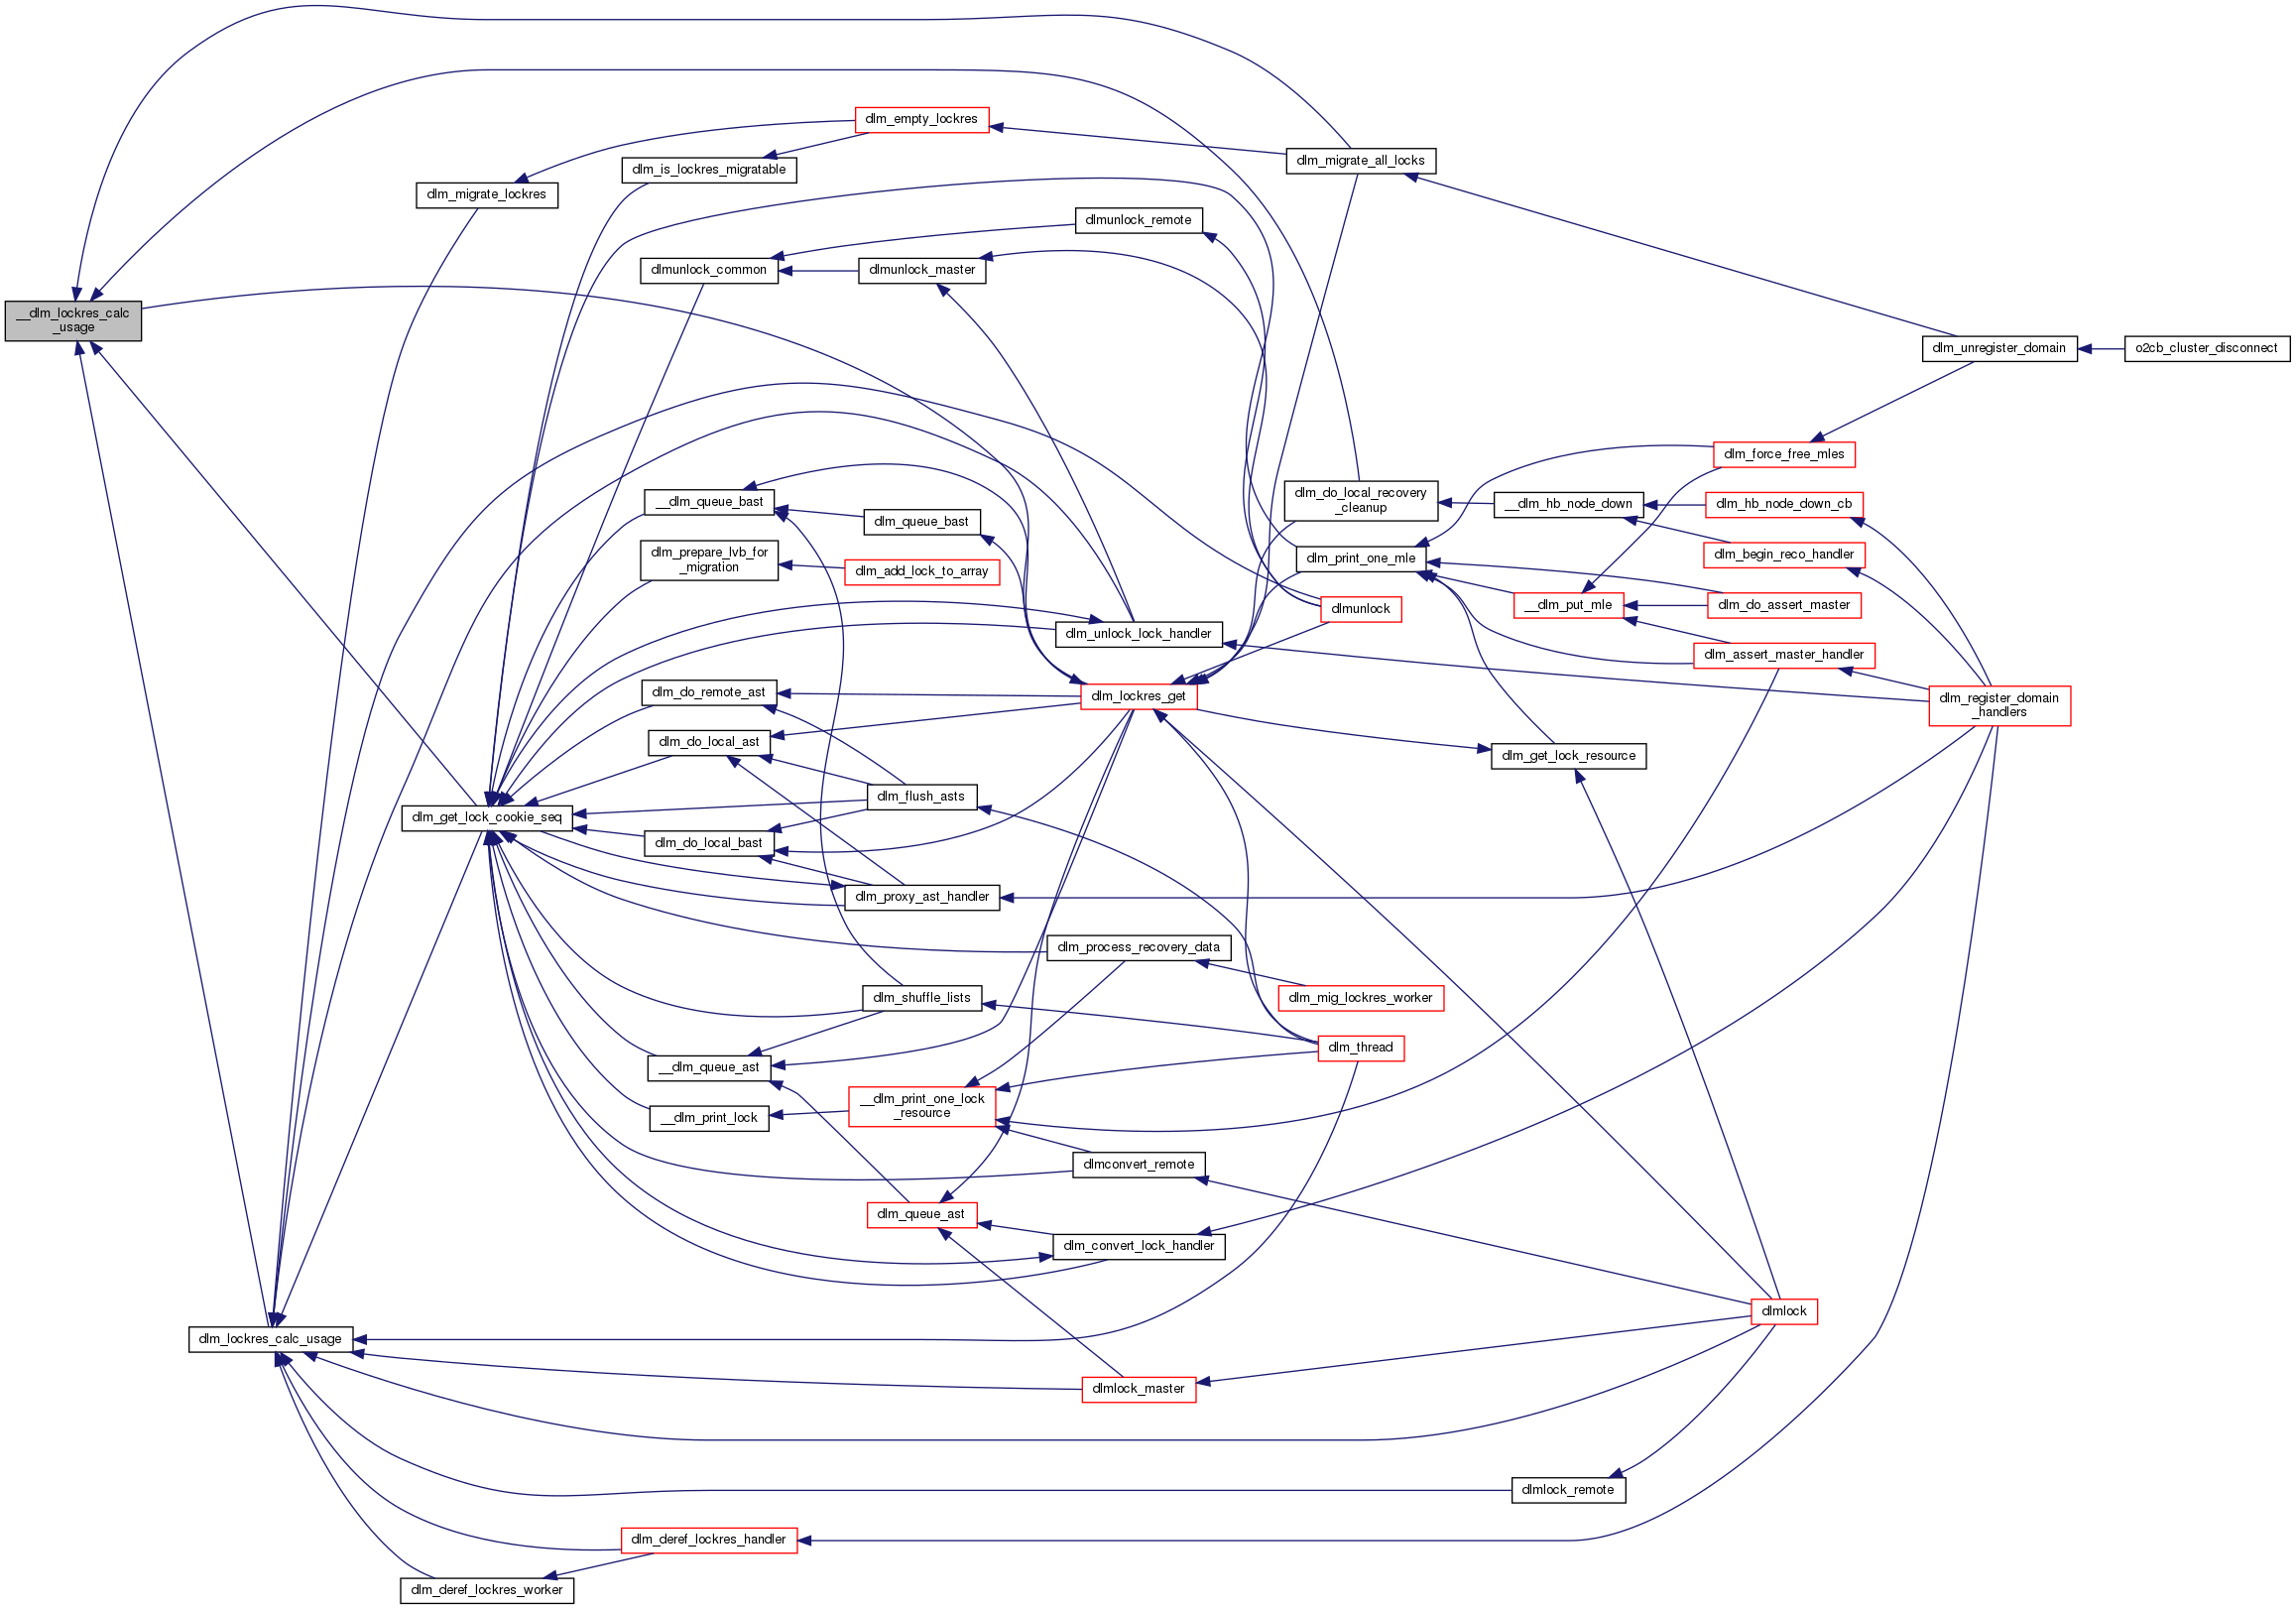 dlm_empty_lockres
dlm_is_lockres_migratable
dlm_migrate_all_locks
dlm_migrate_lockres
dlmunlock_remote
dlmunlock_common
dlmunlock_master
__dlm_lockres_calc
_usage
dlm_unregister_domain
o2cb_cluster_disconnect
dlm_force_free_mles
dlm_do_local_recovery
_cleanup
__dlm_queue_bast
__dlm_hb_node_down
dlm_hb_node_down_cb
dlm_queue_bast
dlm_prepare_lvb_for
_migration
dlm_print_one_mle
dlm_begin_reco_handler
dlm_add_lock_to_array
dlmunlock
__dlm_put_mle
dlm_do_assert_master
dlm_unlock_lock_handler
dlm_assert_master_handler
dlm_do_remote_ast
dlm_lockres_get
dlm_register_domain
_handlers
dlm_do_local_ast
dlm_get_lock_resource
dlm_flush_asts
dlm_get_lock_cookie_seq
dlm_do_local_bast
dlm_proxy_ast_handler
dlm_process_recovery_data
dlm_shuffle_lists
dlm_mig_lockres_worker
dlm_thread
__dlm_queue_ast
__dlm_print_one_lock
_resource
__dlm_print_lock
dlmconvert_remote
dlm_queue_ast
dlm_convert_lock_handler
dlmlock
dlm_lockres_calc_usage
dlmlock_master
dlmlock_remote
dlm_deref_lockres_handler
dlm_deref_lockres_worker